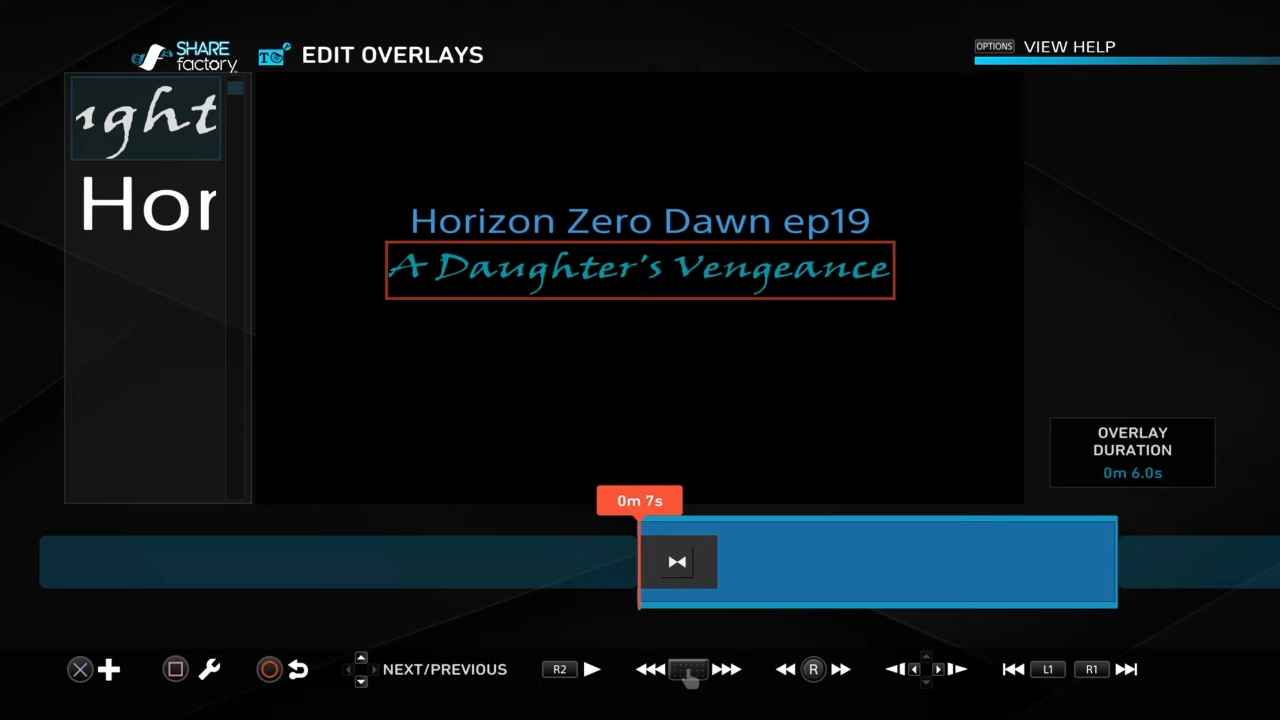 SHARE
factory
EDIT OVERLAYS
OPTIONS VIEW HELP
ight
Hor
Horizon Zero Dawn ep19
A Daughter's Vengeance
OVERLAY
DURATION
0m 6.0s
0m 7s
NEXT/PREVIOUS
R2
R
L1
R1